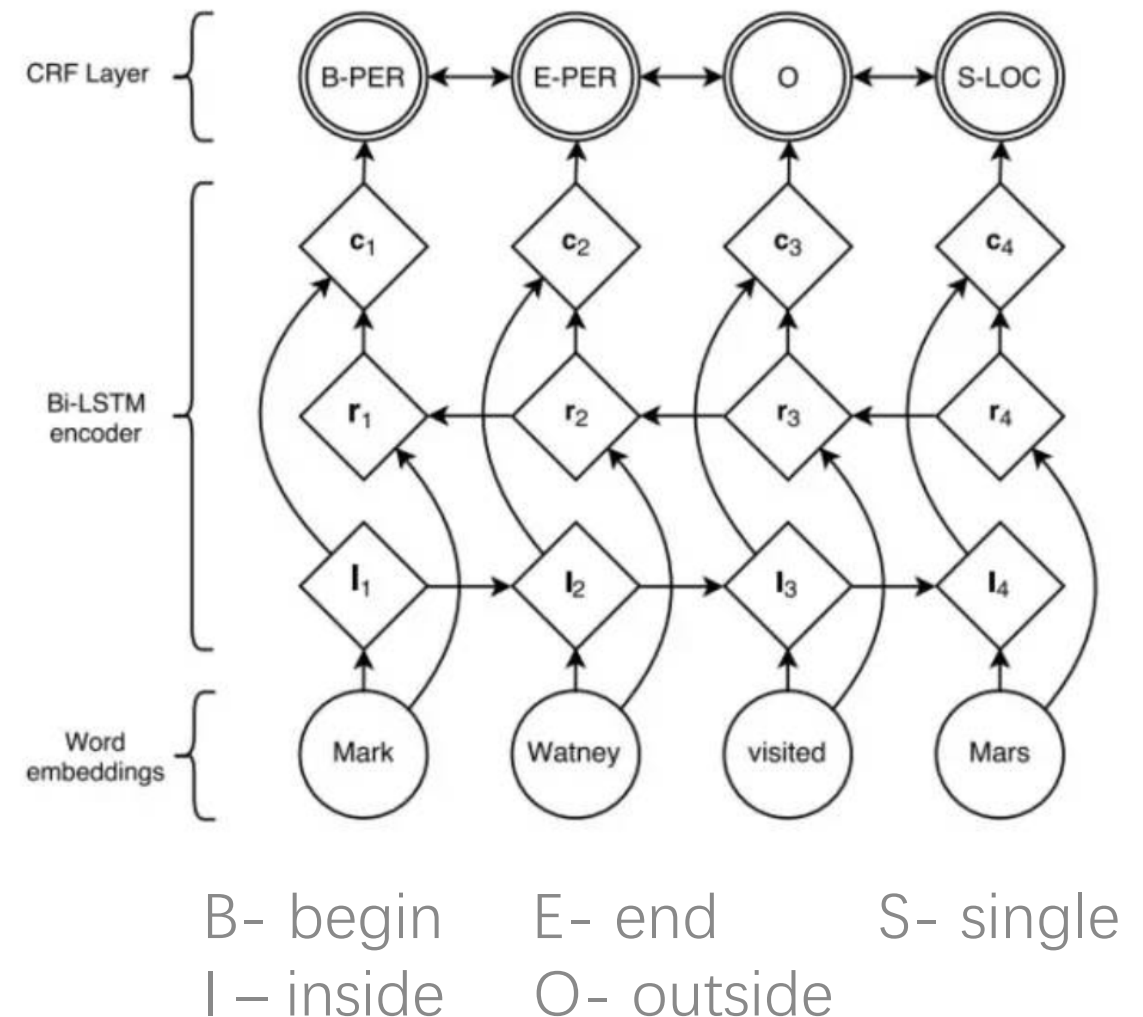 CRF Layer
B-PER E-PER O S-LOC
c1 c2 c3 c4
Bi-LSTM
encoder
r1 r2 r3 r4
l1 l2 l3 l4
Word
embeddings
Mark Watney visited Mars
B- begin E- end S- single
I – inside O- outside